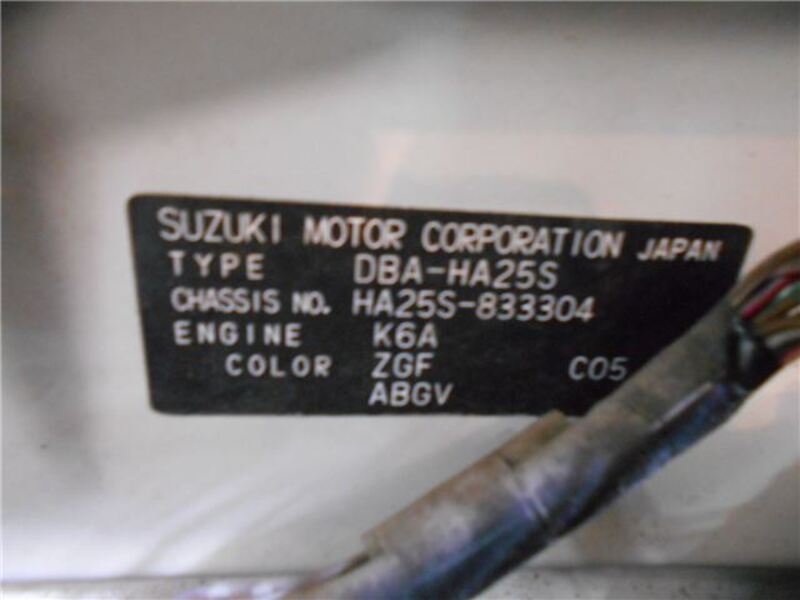 SUZUKI MOTOR CORPORATION JAPAN
TYPE DBA-HA25S
CHASSIS NO. HA25S-833304
ENGINE K6A
COLOR ZGF C05
ABGV